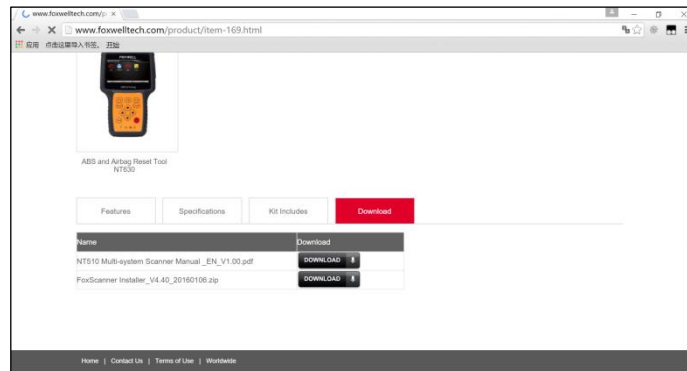 www.foxwelltech.com/p
www.foxwelltech.com/product/item-169.html
应用 点击这里导入书签。 开始
FOXWELL
ABS and Airbag Reset Tool
NT630
Features Specifications Kit Includes Download
Name Download
NT510 Multi-system Scanner Manual _EN_V1.00.pdf DOWNLOAD
FoxScanner Installer_V4.40_20160106.zip DOWNLOAD
Home | Contact Us | Terms of Use | Worldwide